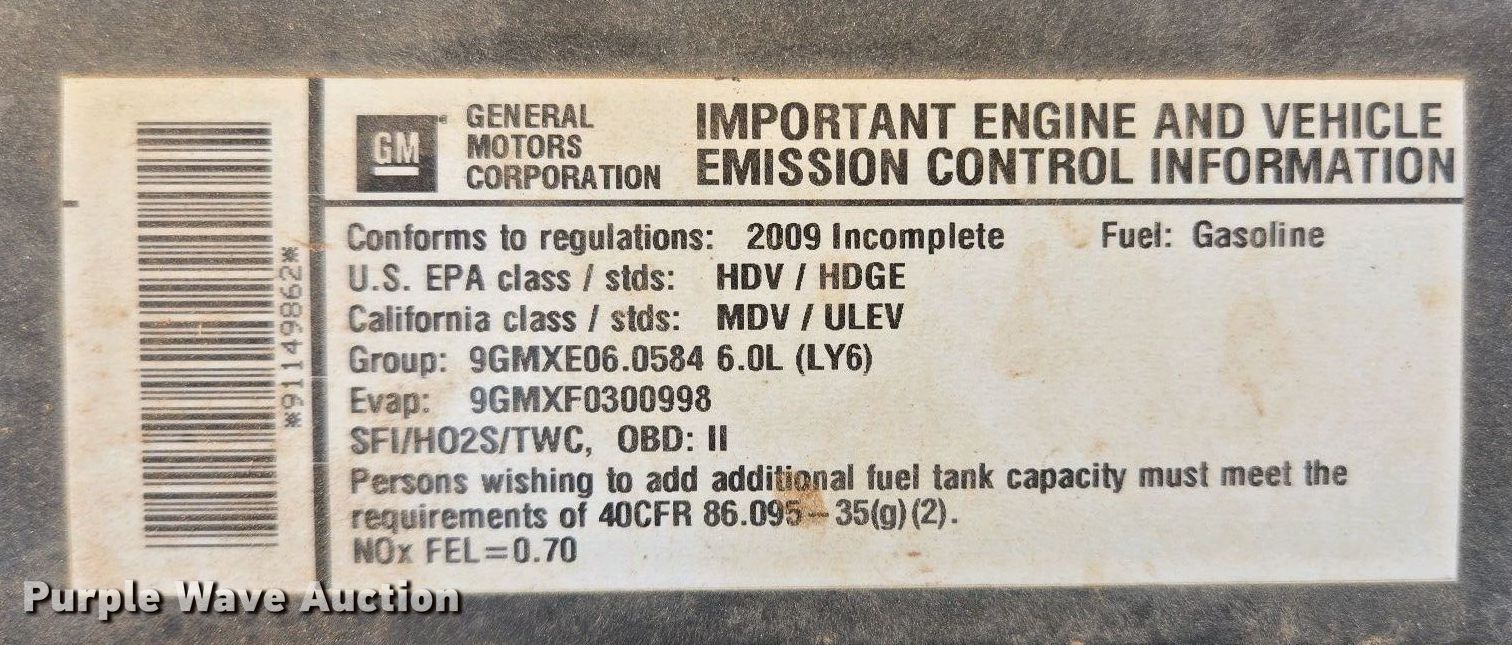 GM
GENERAL
MOTORS
CORPORATION
IMPORTANT ENGINE AND VEHICLE
EMISSION CONTROL INFORMATION
*91149862*
Conforms to regulations: 2009 Incomplete Fuel: Gasoline
U.S. EPA class / stds: HDV / HDGE
California class / stds: MDV / ULEV
Group: 9GMXE06.0584 6.0L (LY6)
Evap: 9GMXF0300998
SFI/HO2S/TWC, OBD: II
Persons wishing to add additional fuel tank capacity must meet the
requirements of 40CFR 86.095-35(g)(2).
NOx FEL=0.70
Purple Wave Auction